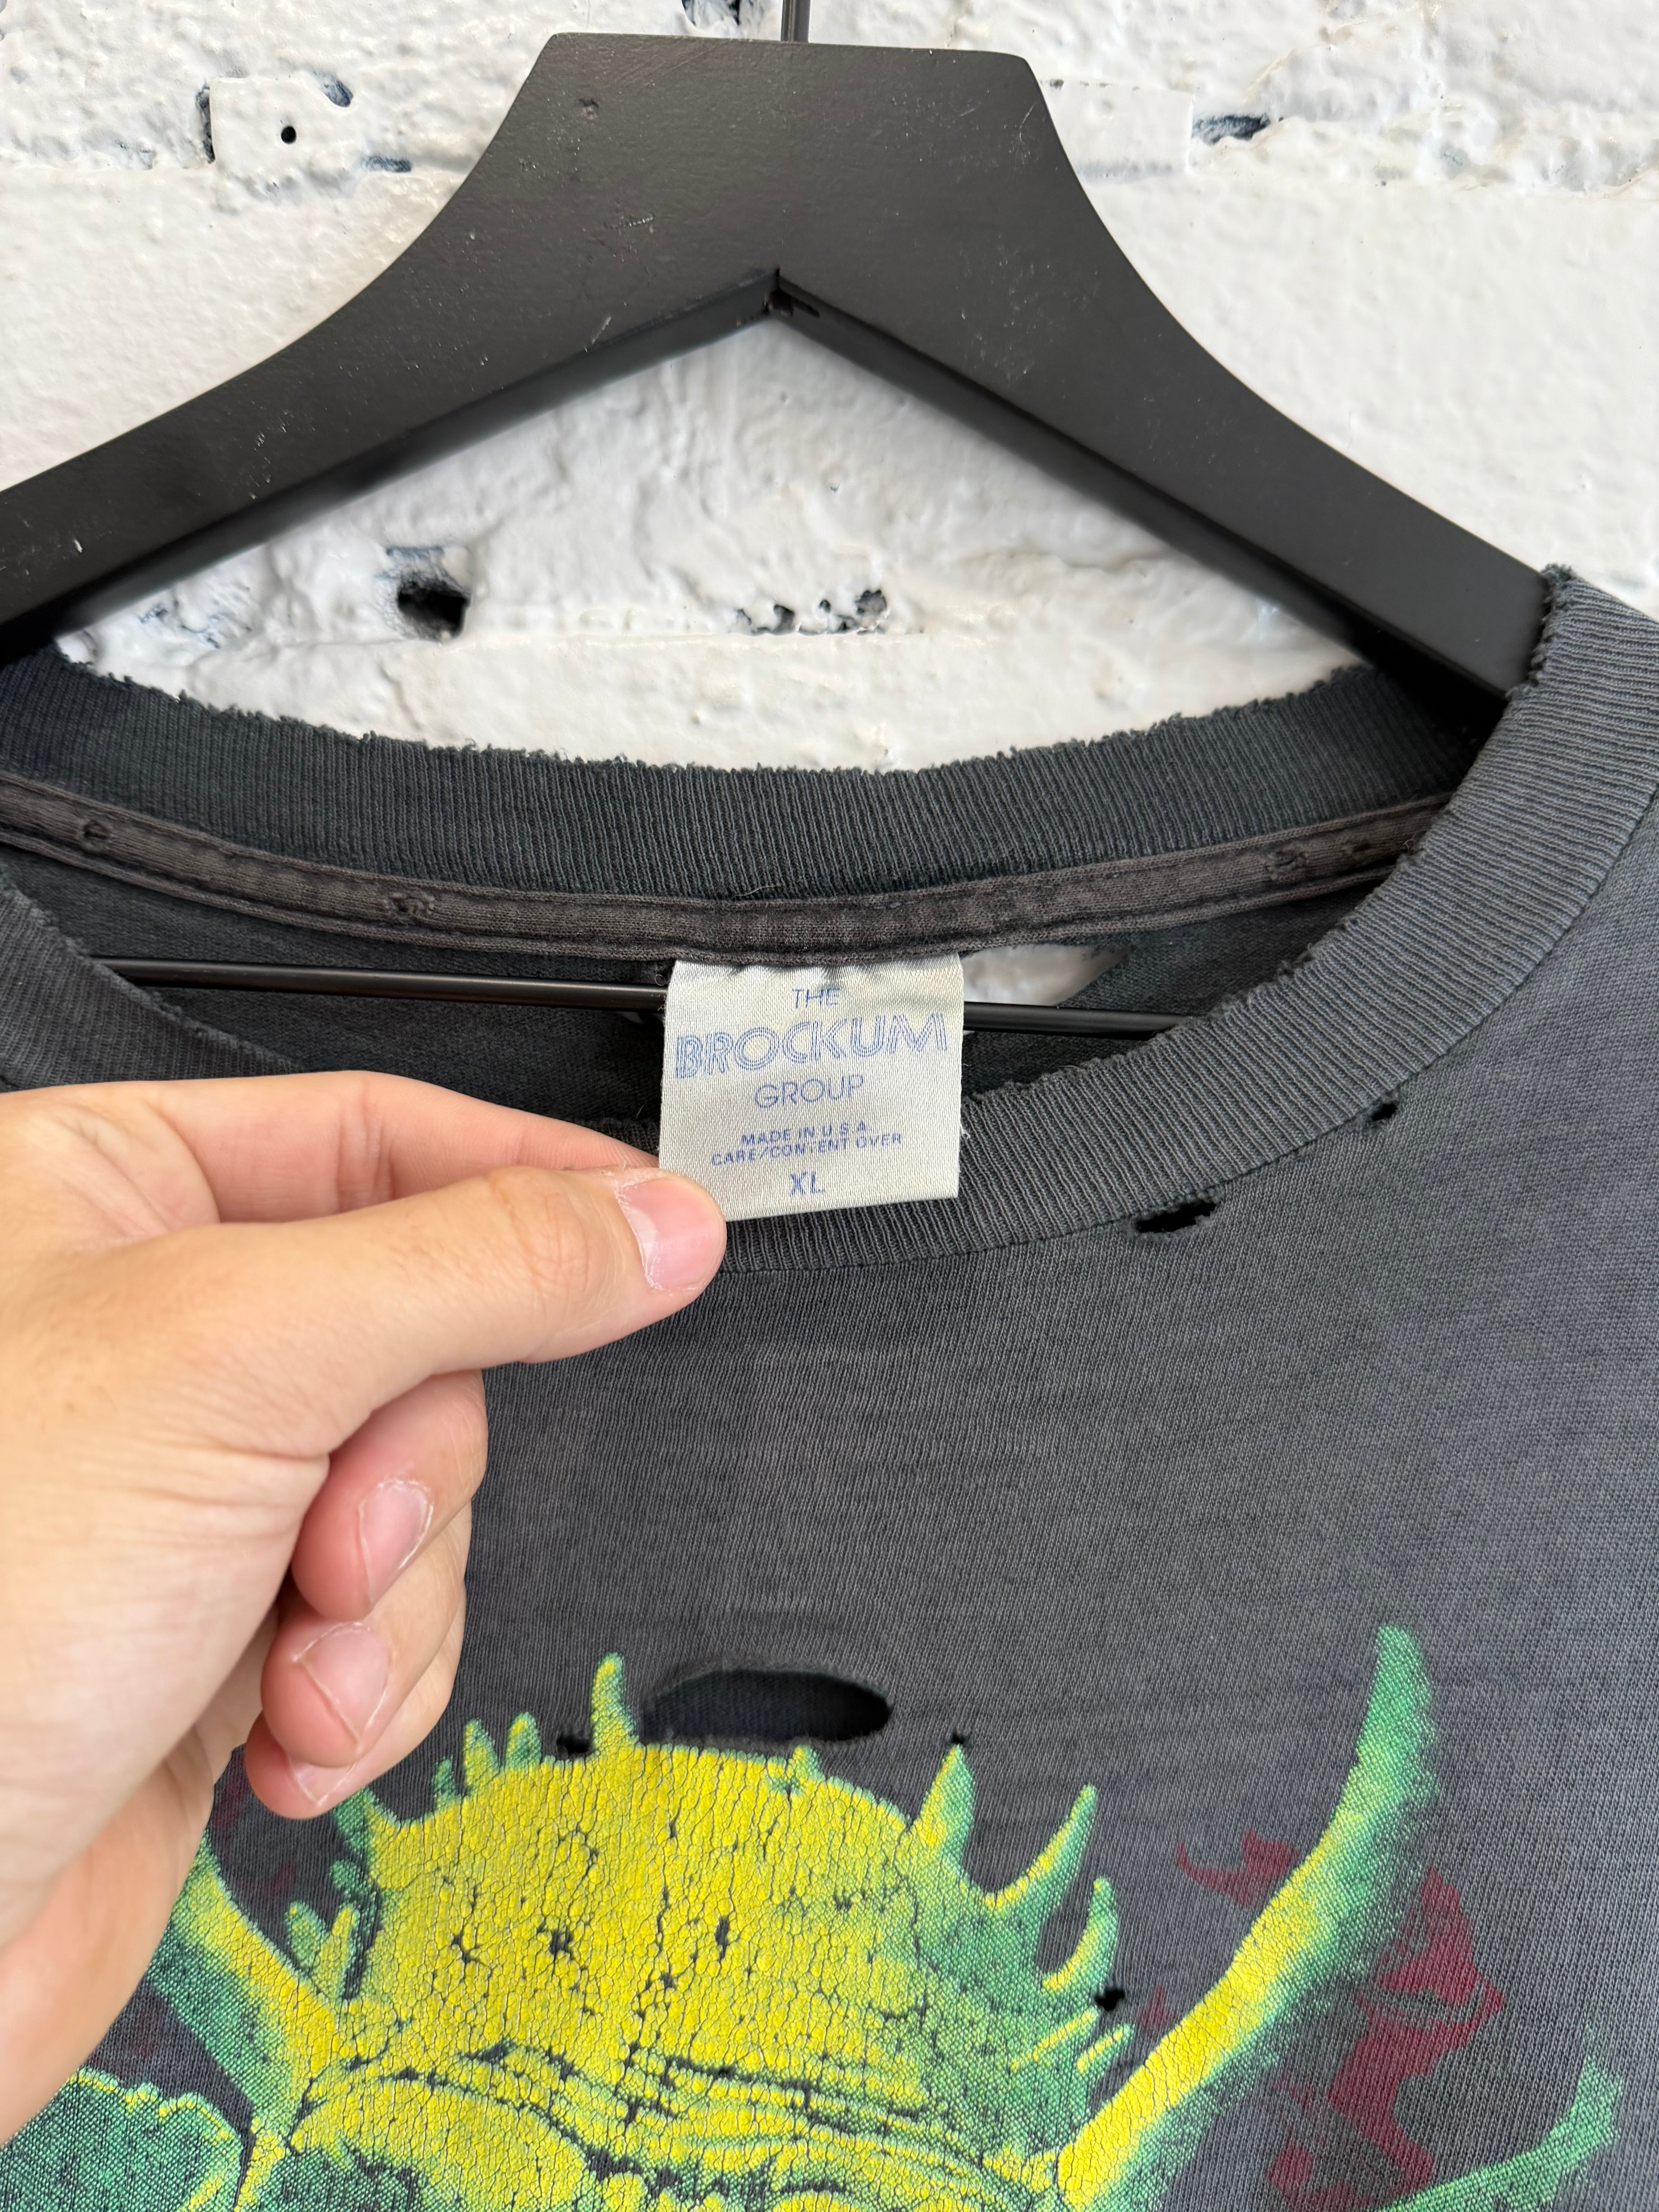 THE
BROCKUM
GROUP
MADE IN U.S.A.
CARE/CONTENT OVER
XL